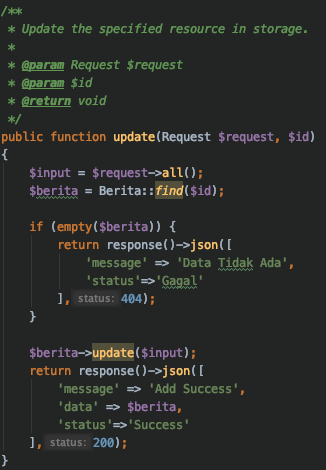 /**
 * Update the specified resource in storage.
 *
 * @param Request $request
 * @param $id
 * @return void
 */
public function update(Request $request, $id)
{
    $input = $request->all();
    $berita = Berita::find($id);

    if (empty($berita)) {
        return response()->json([
            'message' => 'Data Tidak Ada',
            'status'=>'Gagal'
        ], status: 404);
    }

    $berita->update($input);
    return response()->json([
        'message' => 'Add Success',
        'data' => $berita,
        'status'=>'Success'
    ], status: 200);
}